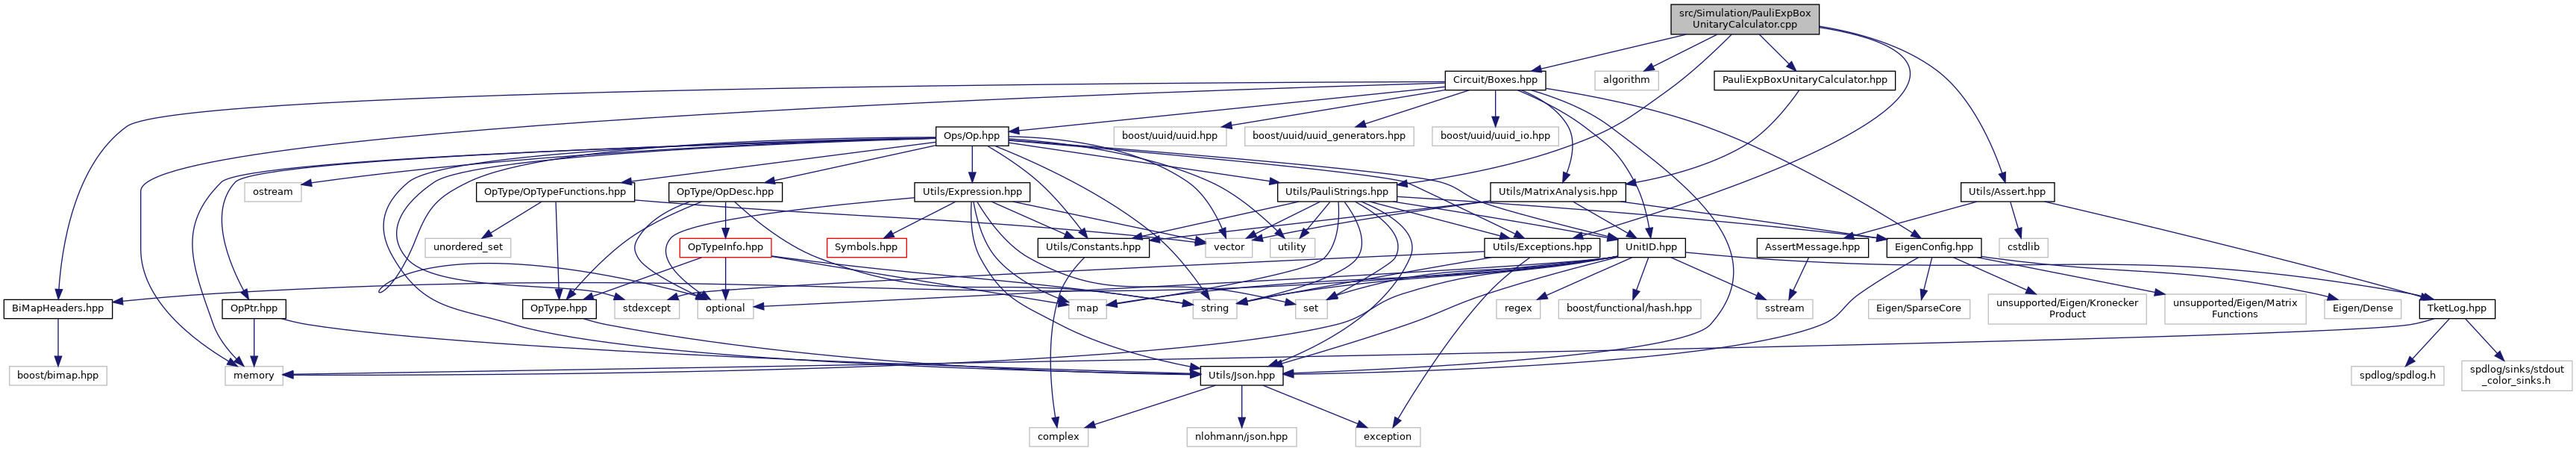 src/Simulation/PauliExpBox
UnitaryCalculator.cpp
Circuit/Boxes.hpp
algorithm
PauliExpBoxUnitaryCalculator.hpp
Ops/Op.hpp
boost/uuid/uuid.hpp
boost/uuid/uuid_generators.hpp
boost/uuid/uuid_io.hpp
ostream
OpType/OpTypeFunctions.hpp
OpType/OpDesc.hpp
Utils/Expression.hpp
Utils/PauliStrings.hpp
Utils/MatrixAnalysis.hpp
Utils/Assert.hpp
unordered_set
OpTypeInfo.hpp
Symbols.hpp
Utils/Constants.hpp
vector
utility
Utils/Exceptions.hpp
UnitID.hpp
AssertMessage.hpp
EigenConfig.hpp
cstdlib
BiMapHeaders.hpp
OpPtr.hpp
OpType.hpp
stdexcept
optional
map
string
set
regex
boost/functional/hash.hpp
sstream
Eigen/SparseCore
unsupported/Eigen/Kronecker
Product
unsupported/Eigen/Matrix
Functions
Eigen/Dense
TketLog.hpp
boost/bimap.hpp
memory
Utils/Json.hpp
spdlog/spdlog.h
spdlog/sinks/stdout
_color_sinks.h
complex
nlohmann/json.hpp
exception